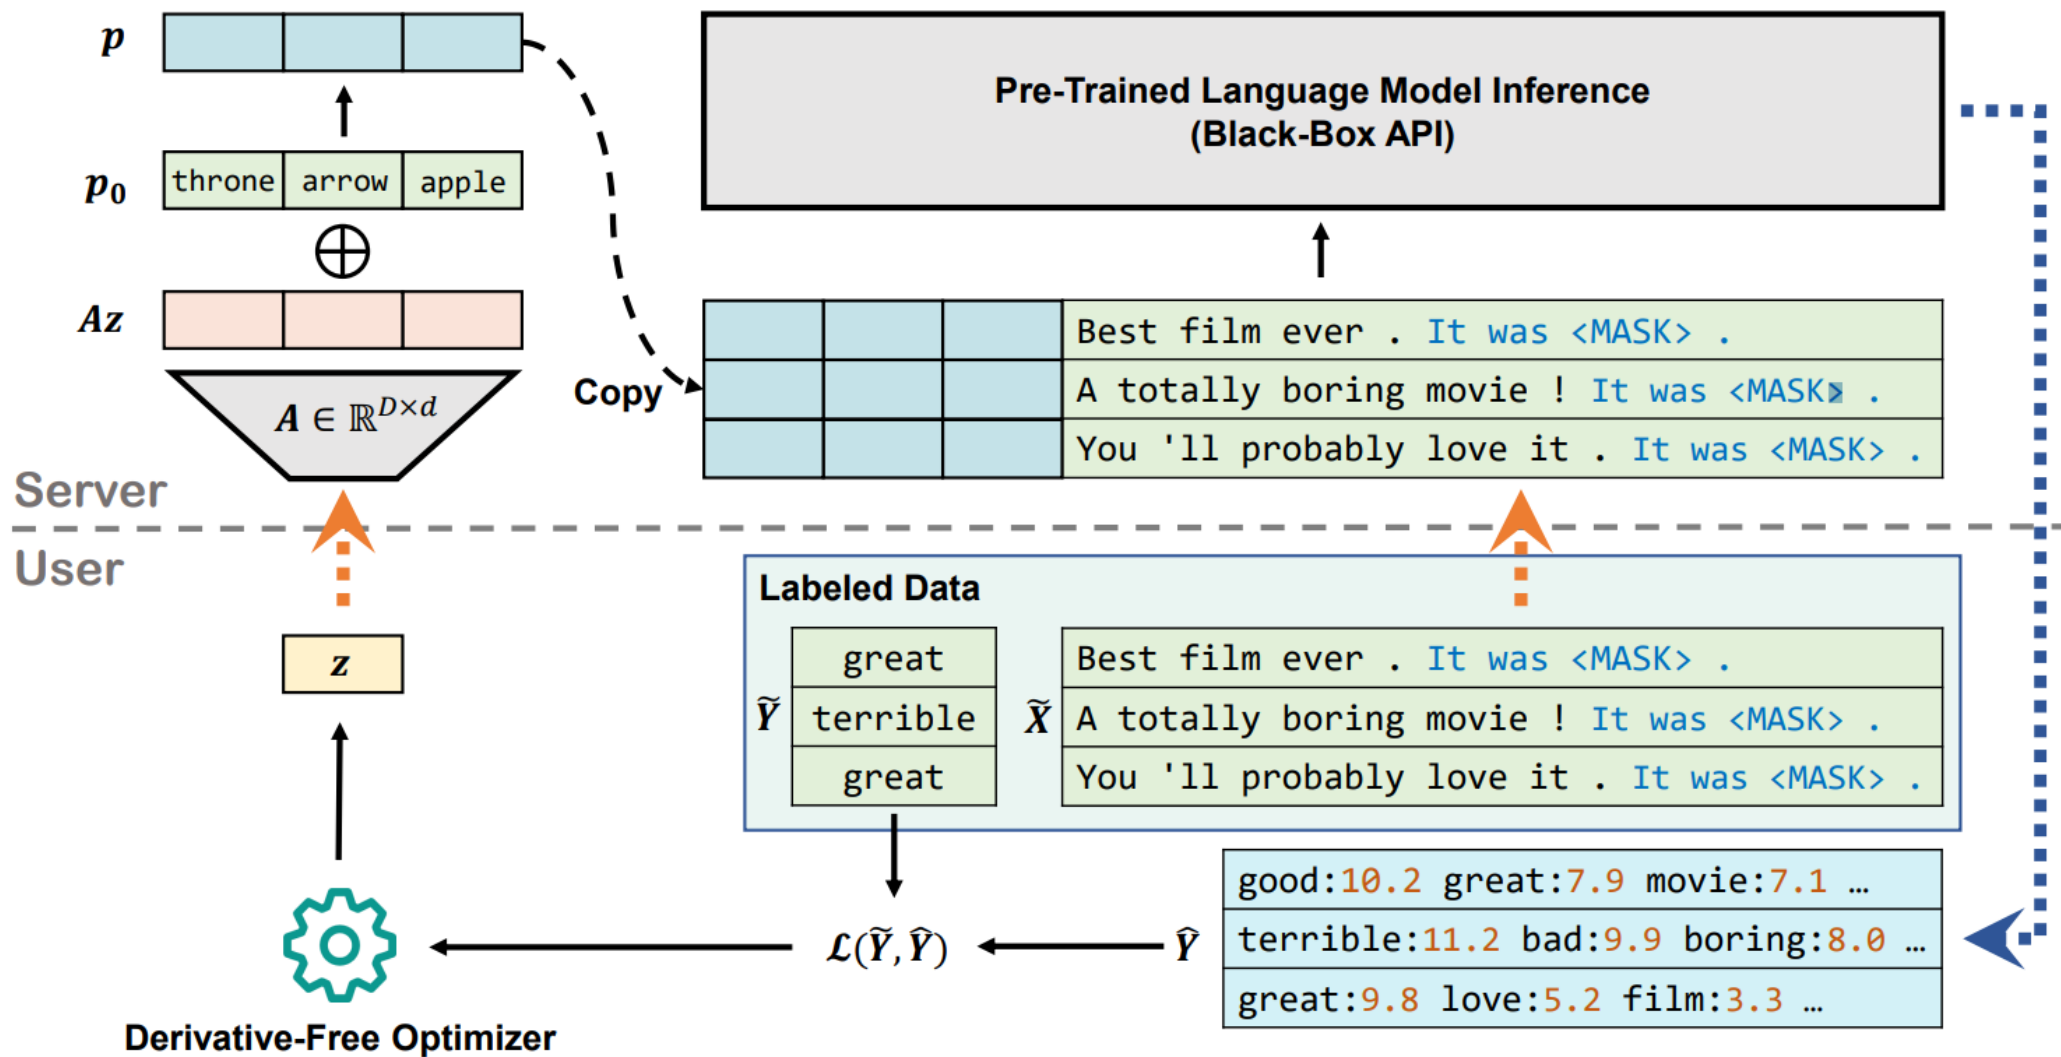 p
p₀ throne arrow apple
Az
A ∈ ℝ^{D×d}
Copy
Pre-Trained Language Model Inference
(Black-Box API)
Best film ever . It was <MASK> .
A totally boring movie ! It was <MASK> .
You 'll probably love it . It was <MASK> .
Server
User
z
Derivative-Free Optimizer
Labeled Data
Ỹ
great
terrible
great
X̃
Best film ever . It was <MASK> .
A totally boring movie ! It was <MASK> .
You 'll probably love it . It was <MASK> .
ℒ(Ỹ, Ŷ)
Ŷ
good:10.2 great:7.9 movie:7.1 …
terrible:11.2 bad:9.9 boring:8.0 …
great:9.8 love:5.2 film:3.3 …